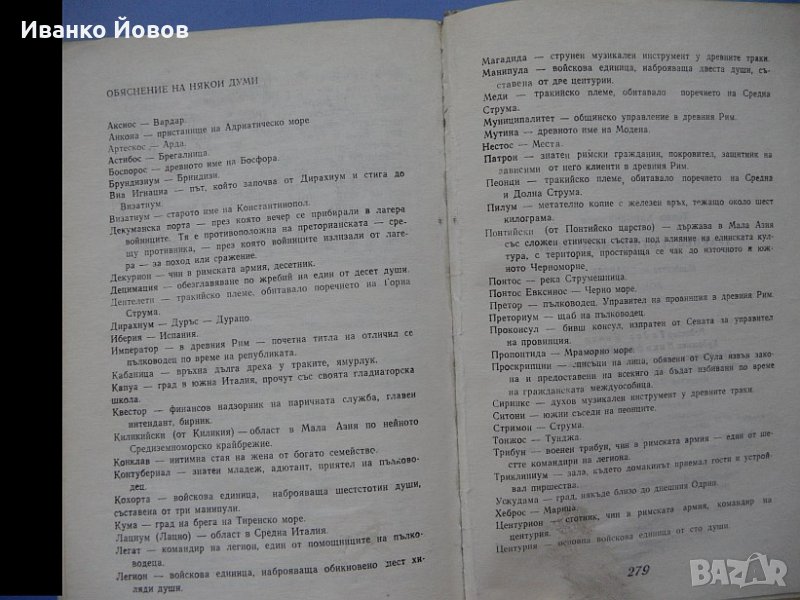 Иванко Йовов
ОБЯСНЕНИЕ НА НЯКОИ ДУМИ
Аксиос — Вардар.
Анкона — пристанище на Адриатическо море
Артескос — Арда.
Астибос — Брегалница.
Боспорос — древното име на Босфора.
Брундизиум — Бриндизи.
Виа Игнациа — път, който започва от Дирахиум и стига до
Византиум.
Византиум — старото име на Константинопол.
Декуманска порта — през която вечер се прибирали в лагера
войниците. Тя е противоположна на преторианската — сре-
щу противника, — през която войниците излизали от лаге-
ра — за поход или сражение.
Декурион — чин в римската армия, десетник.
Децимация — обезглавяване по жребий на един от десет души.
Дентелети — тракийско племе, обитавало поречието на Горна
Струма.
Дирахиум — Дуръс — Дурацо.
Иберия — Испания.
Император — в древния Рим — почетна титла на отличил се
пълководец по време на републиката.
Кабаница — връхна дълга дреха у траките, ямурлук.
Капуа — град в южна Италия, прочут със своята гладиаторска
школа.
Квестор — финансов надзорник на паричната служба, главен
интендант, бирник.
Киликийски (от Киликия) — област в Мала Азия по нейното
Средиземноморско крайбрежие.
Конклав — интимна стая на жена от богато семейство.
Контубернал — знатен младеж, адютант, приятел на пълково-
дец.
Кохорта — войскова единица, наброяваща шестстотин души,
съставена от три манипули.
Кума — град на брега на Тиренско море.
Лациум (Лацио) — област в Средна Италия.
Легат — командир на легион, един от помощниците на пълко-
водеца.
Легион — войскова единица, наброяваща обикновено шест хи-
ляди души.
Магадида — струнен музикален инструмент у древните траки.
Манипула — войскова единица, наброяваща двеста души, съ-
ставена от две центурии.
Меди — тракийско племе, обитавало поречието на Средна
Струма.
Муниципалитет — общинско управление в древния Рим.
Мутина — древното име на Модена.
Нестос — Места.
Патрон — знатен римски гражданин, покровител, защитник на
зависими от него клиенти в древния Рим.
Пеонци — тракийско племе, обитавало поречието на Средна
и Долна Струма.
Пилум — метателно копие с железен връх, тежащо около шест
килограма.
Понтийски (от Понтийско царство) — държава в Мала Азия
със сложен етнически състав, под влияние на елинската кул-
тура, с територия, простираща се чак до източното и юж-
ното Черноморие.
Понтос — река Струмешница.
Понтос Евксинос — Черно море.
Претор — пълководец. Управител на провинция в древния Рим.
Преториум — щаб на пълководец.
Проконсул — бивш консул, изпратен от Сената за управител
на провинция.
Пропонтида — Мраморно море.
Проскрипции — списъци на лица, обявени от Сула извън зако-
на и предоставени на всекиго да бъдат избивани по време
на гражданската междуособица.
Сиринкс — духов музикален инструмент у древните траки.
Ситони — южни съседи на пеонците.
Стримон — Струма.
Тонжос — Тунджа.
Трибун — военен трибун, чин в римската армия — един от ше-
стте командири на легиона.
Триклиниум — зала, където домакинът приемал гости и устрой-
вал пиршества.
Ускудама — град, някъде близо до днешния Одрин.
Хеброс — Марица.
Центурион — стотник, чин в римската армия, командир на
центурия.
Центурия — основна войскова единица от сто души.
279
BAZAR